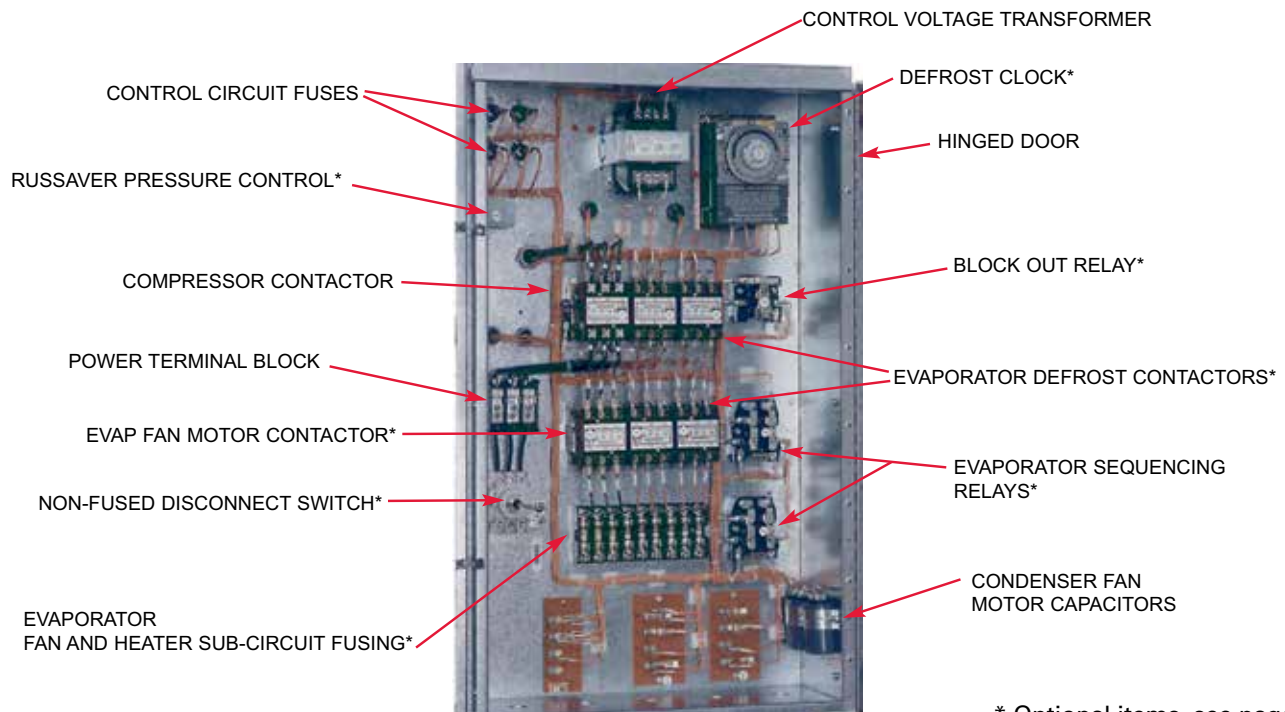 CONTROL VOLTAGE TRANSFORMER
DEFROST CLOCK*
CONTROL CIRCUIT FUSES
HINGED DOOR
RUSSAVER PRESSURE CONTROL*
BLOCK OUT RELAY*
COMPRESSOR CONTACTOR
POWER TERMINAL BLOCK
EVAPORATOR DEFROST CONTACTORS*
EVAP FAN MOTOR CONTACTOR*
EVAPORATOR SEQUENCING
RELAYS*
NON-FUSED DISCONNECT SWITCH*
CONDENSER FAN
MOTOR CAPACITORS
EVAPORATOR
FAN AND HEATER SUB-CIRCUIT FUSING*
* Optional items, see